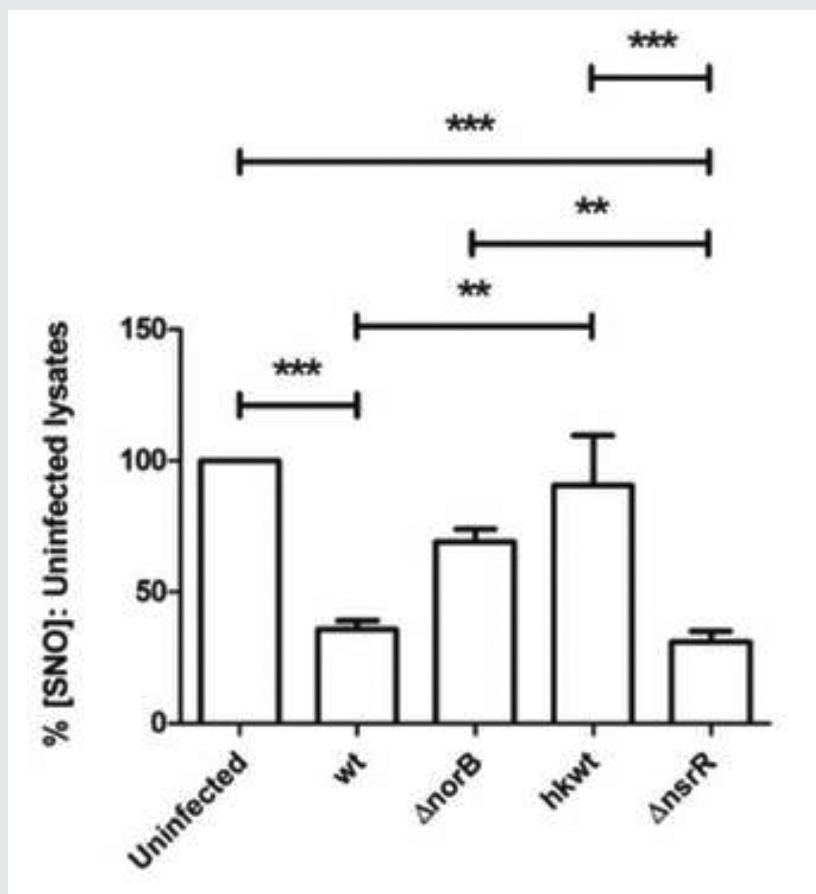 ***
***
**
**
***
% [SNO]: Uninfected lysates
150
100
50
0
Uninfected
wt
ΔnorB
hkwt
ΔnsrR